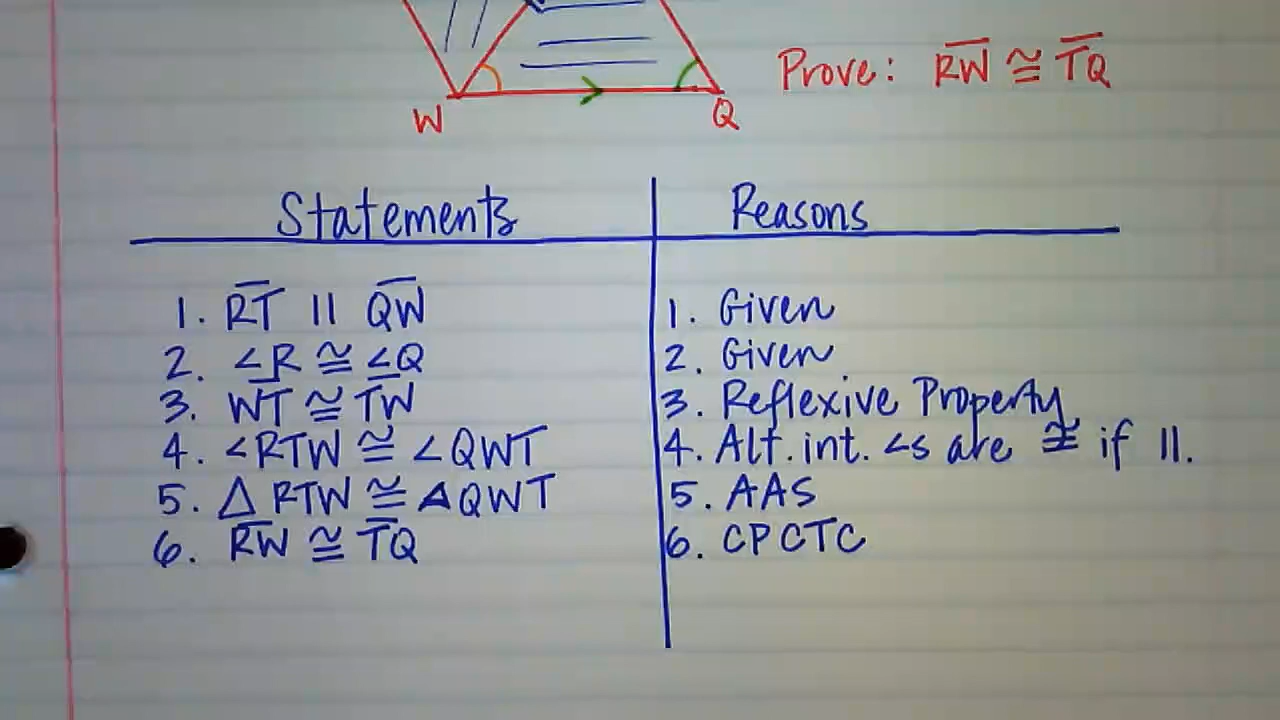 Prove: RW ≅ TQ
W
Q
Statements
Reasons
1. RT || QW
1. Given
2. ∠R ≅ ∠Q
2. Given
3. WT ≅ TW
3. Reflexive Property
4. ∠RTW ≅ ∠QWT
4. Alt. int. ∠s are ≅ if ||.
5. △ RTW ≅ △QWT
5. AAS
6. RW ≅ TQ
6. CPCTC